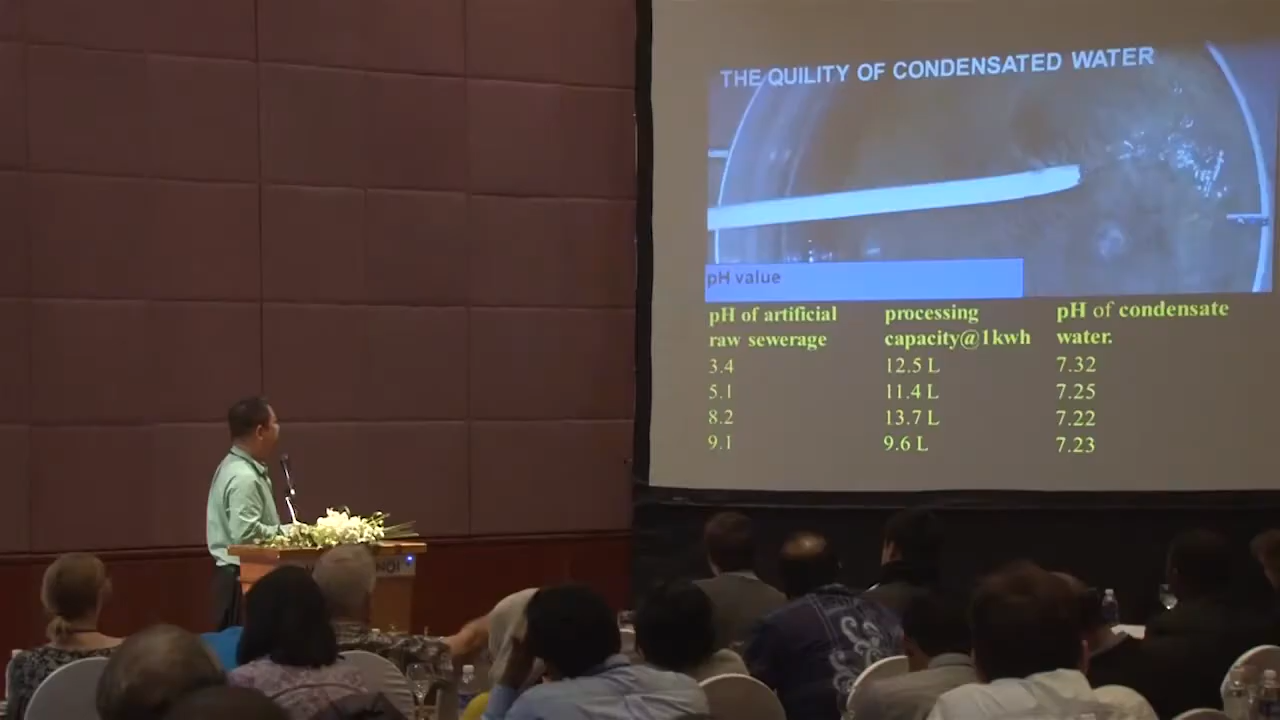 THE QUILITY OF CONDENSATED WATER
pH value
pH of artificial raw sewerage processing capacity@1kwh pH of condensate water.
3.4 12.5 L 7.32
5.1 11.4 L 7.25
8.2 13.7 L 7.22
9.1 9.6 L 7.23